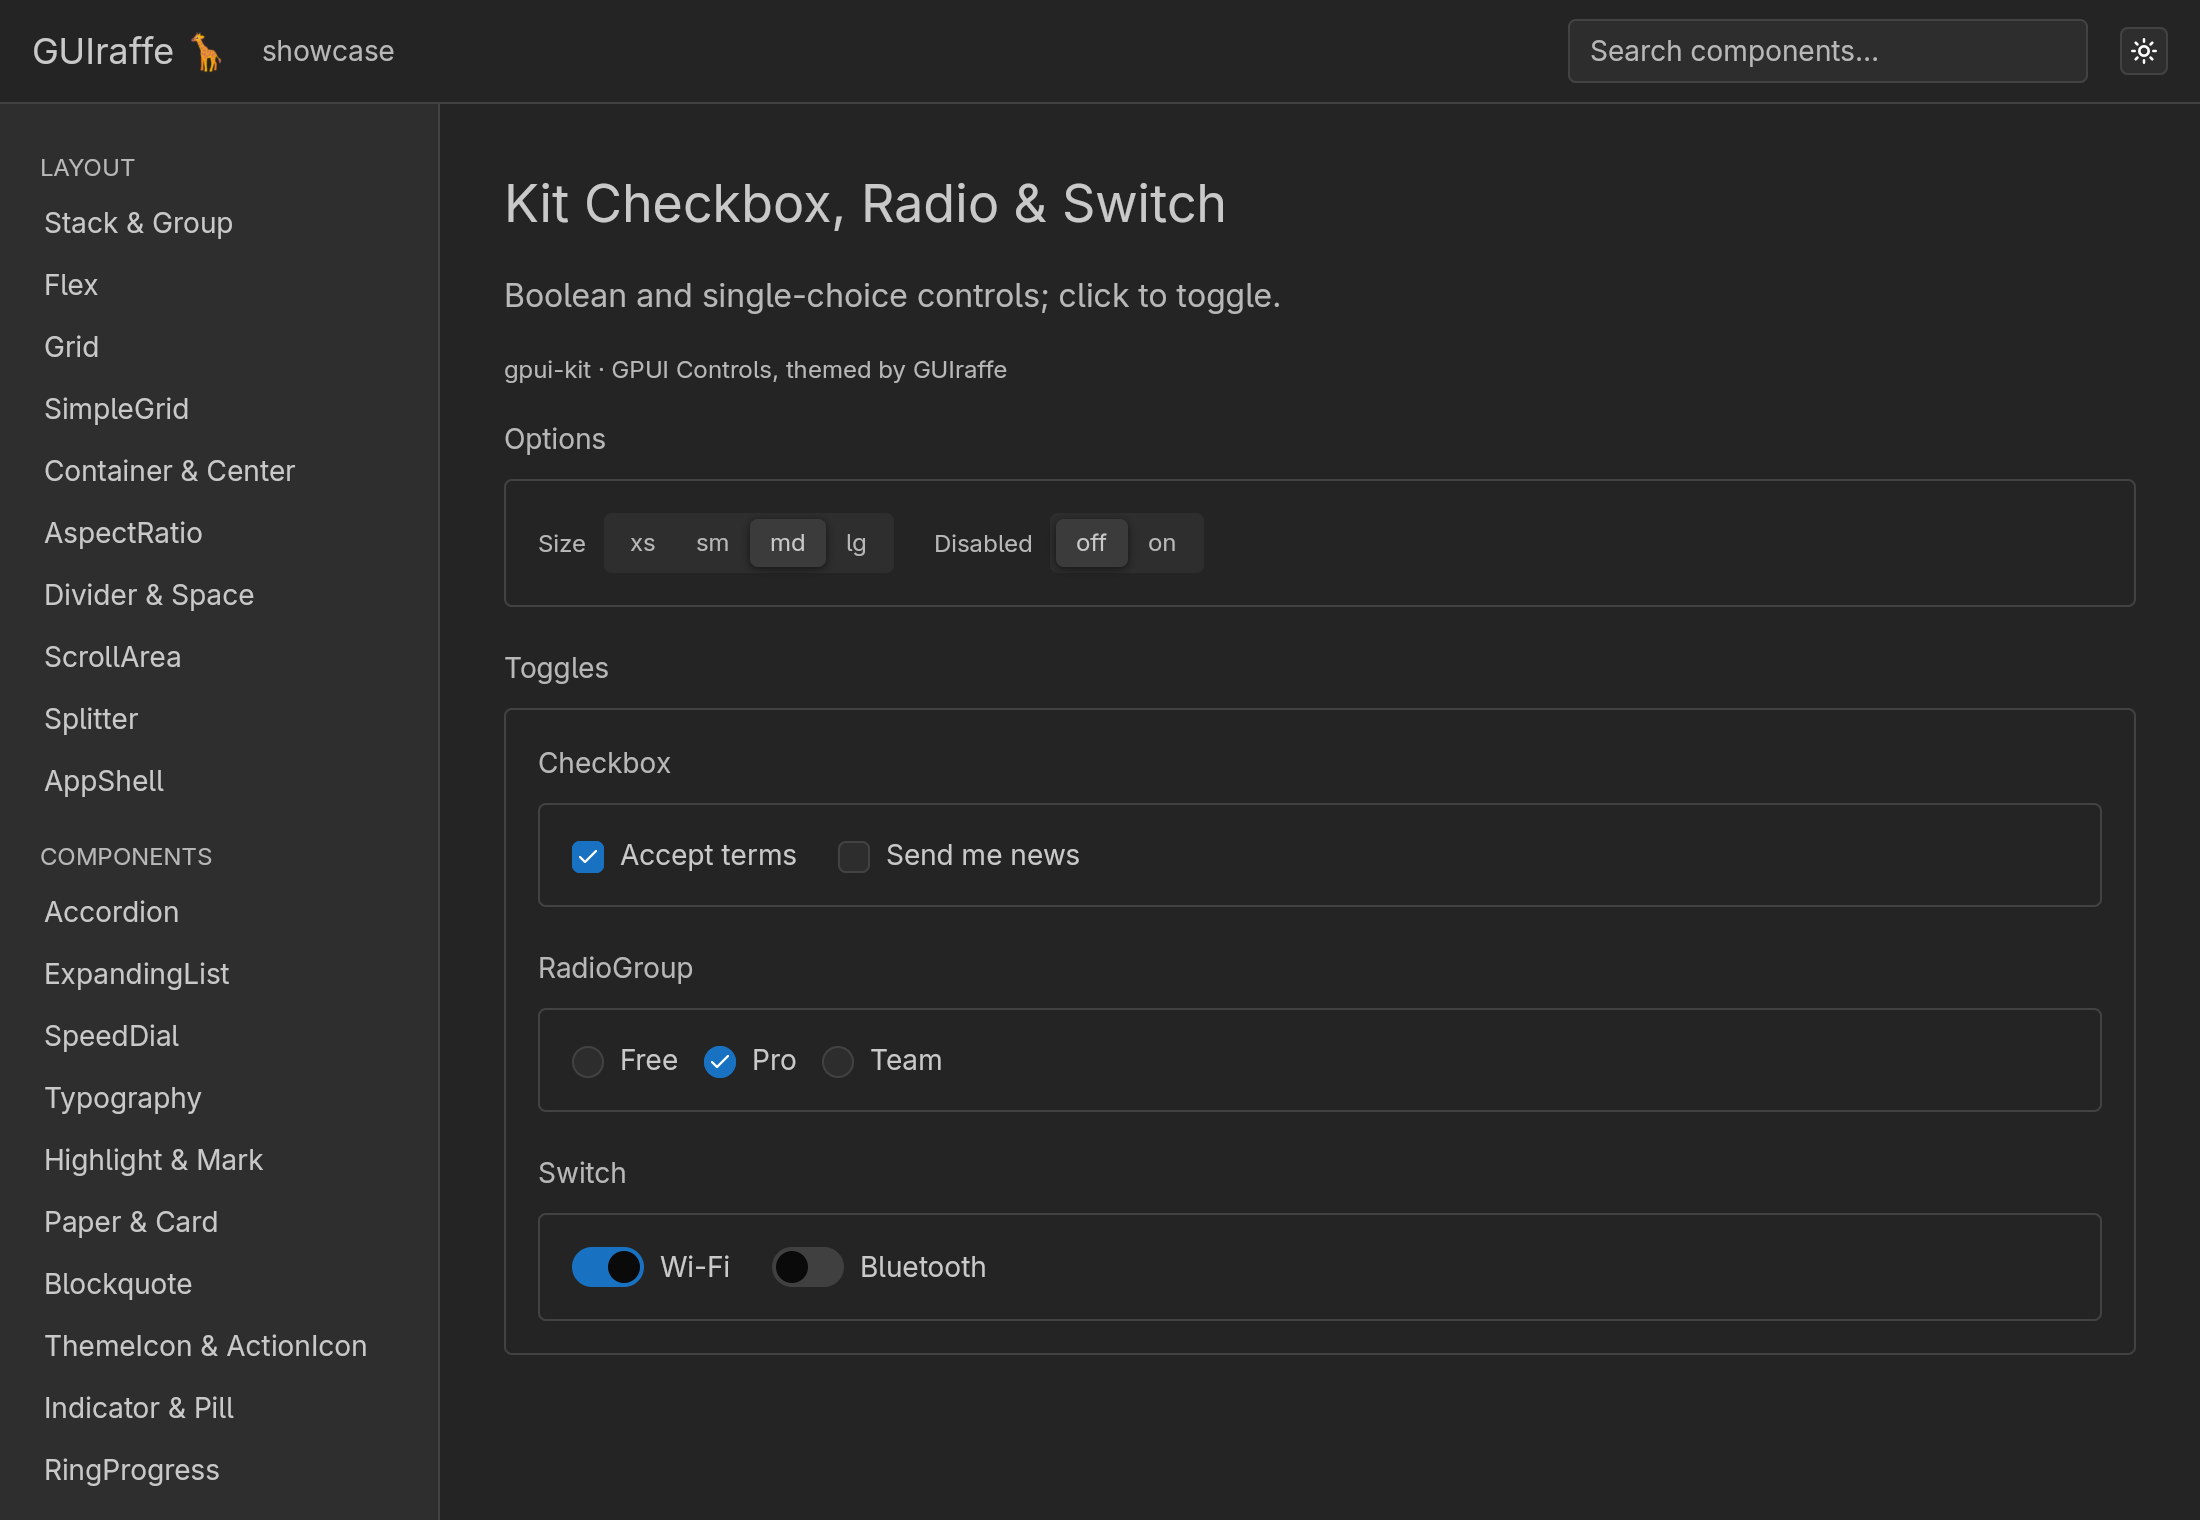 GUIraffe 🦒 showcase
Search components...
LAYOUT
Stack & Group
Flex
Grid
SimpleGrid
Container & Center
AspectRatio
Divider & Space
ScrollArea
Splitter
AppShell
COMPONENTS
Accordion
ExpandingList
SpeedDial
Typography
Highlight & Mark
Paper & Card
Blockquote
ThemeIcon & ActionIcon
Indicator & Pill
RingProgress
Kit Checkbox, Radio & Switch
Boolean and single-choice controls; click to toggle.
gpui-kit · GPUI Controls, themed by GUIraffe
Options
Size xs sm md lg Disabled off on
Toggles
Checkbox
Accept terms Send me news
RadioGroup
Free Pro Team
Switch
Wi-Fi Bluetooth